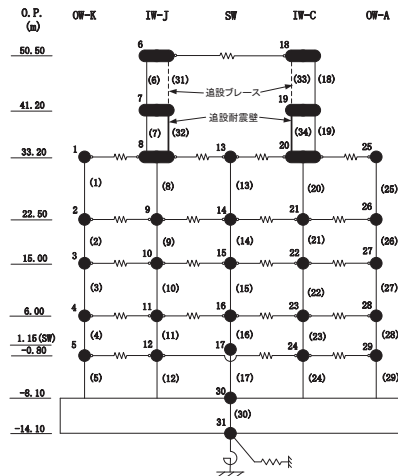 O.P. OW-K IW-J SW IW-C OW-A
(m)
6 18
50.50
(6) (31) (33) (18)
追設ブレース
7 19
41.20
追設耐震壁
(7) (32) (34) (19)
33.20 1 8 13 20 25
(1) (8) (13) (20) (25)
22.50 2 9 14 21 26
(2) (9) (14) (21) (26)
15.00 3 10 15 22 27
(3) (10) (15) (22) (27)
6.00 4 11 16 23 28
(4) (11) (16) (23) (28)
1.15(SW)
-0.80 5 12 17 24 29
(5) (12) (17) (24) (29)
-8.10 30
(30)
-14.10 31